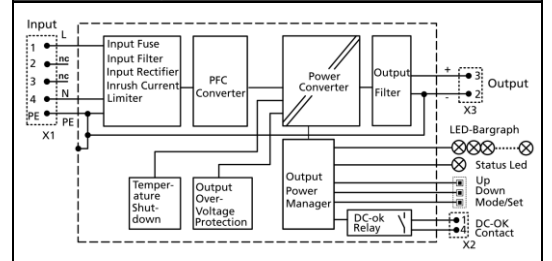 Input
L
1
2
nc
3
nc
4
N
PE
PE
X1
Input Fuse
Input Filter
Input Rectifier
Inrush Current
Limiter
PFC
Converter
Power
Converter
Output
Filter
+
3
-
2
Output
X3
LED-Bargraph
Status Led
Up
Down
Mode/Set
Temper-
ature
Shut-
down
Output
Over-
Voltage
Protection
Output
Power
Manager
DC-ok
Relay
1
4
DC-OK
Contact
X2